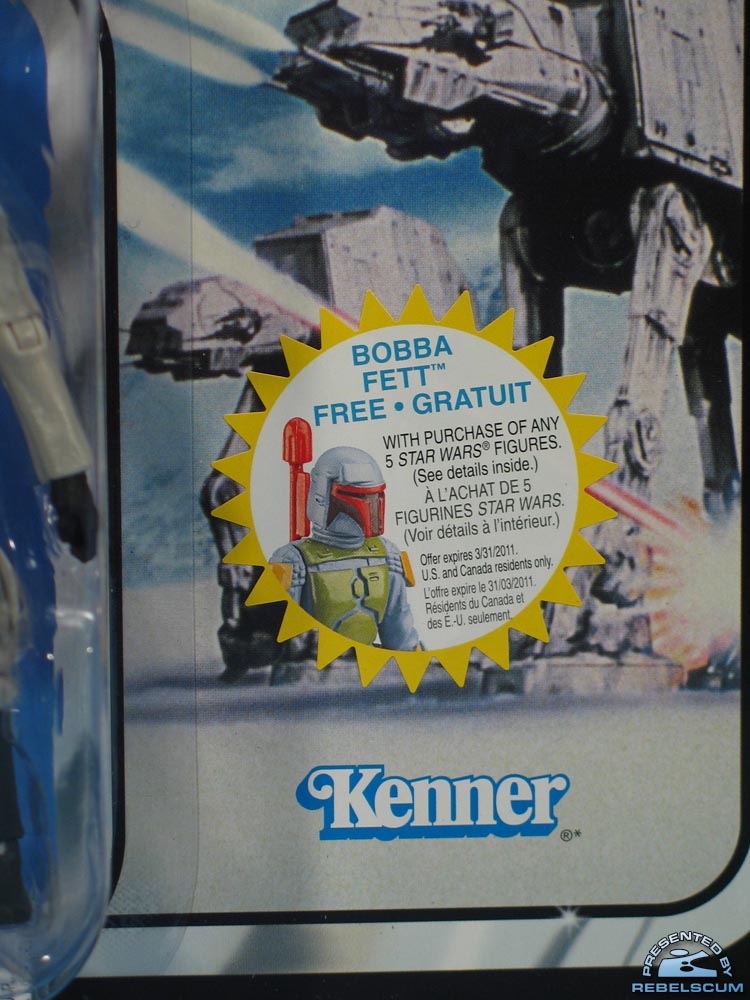 BOBBA
FETT™
FREE • GRATUIT
WITH PURCHASE OF ANY
5 STAR WARS® FIGURES.
(See details inside.)
À L'ACHAT DE 5
FIGURINES STAR WARS.
(Voir détails à l'intérieur.)
Offer expires 3/31/2011.
U.S. and Canada residents only.
L'offre expire le 31/03/2011.
Résidents du Canada et
des É.-U. seulement.
Kenner
®*
PRESENTED BY
REBELSCUM